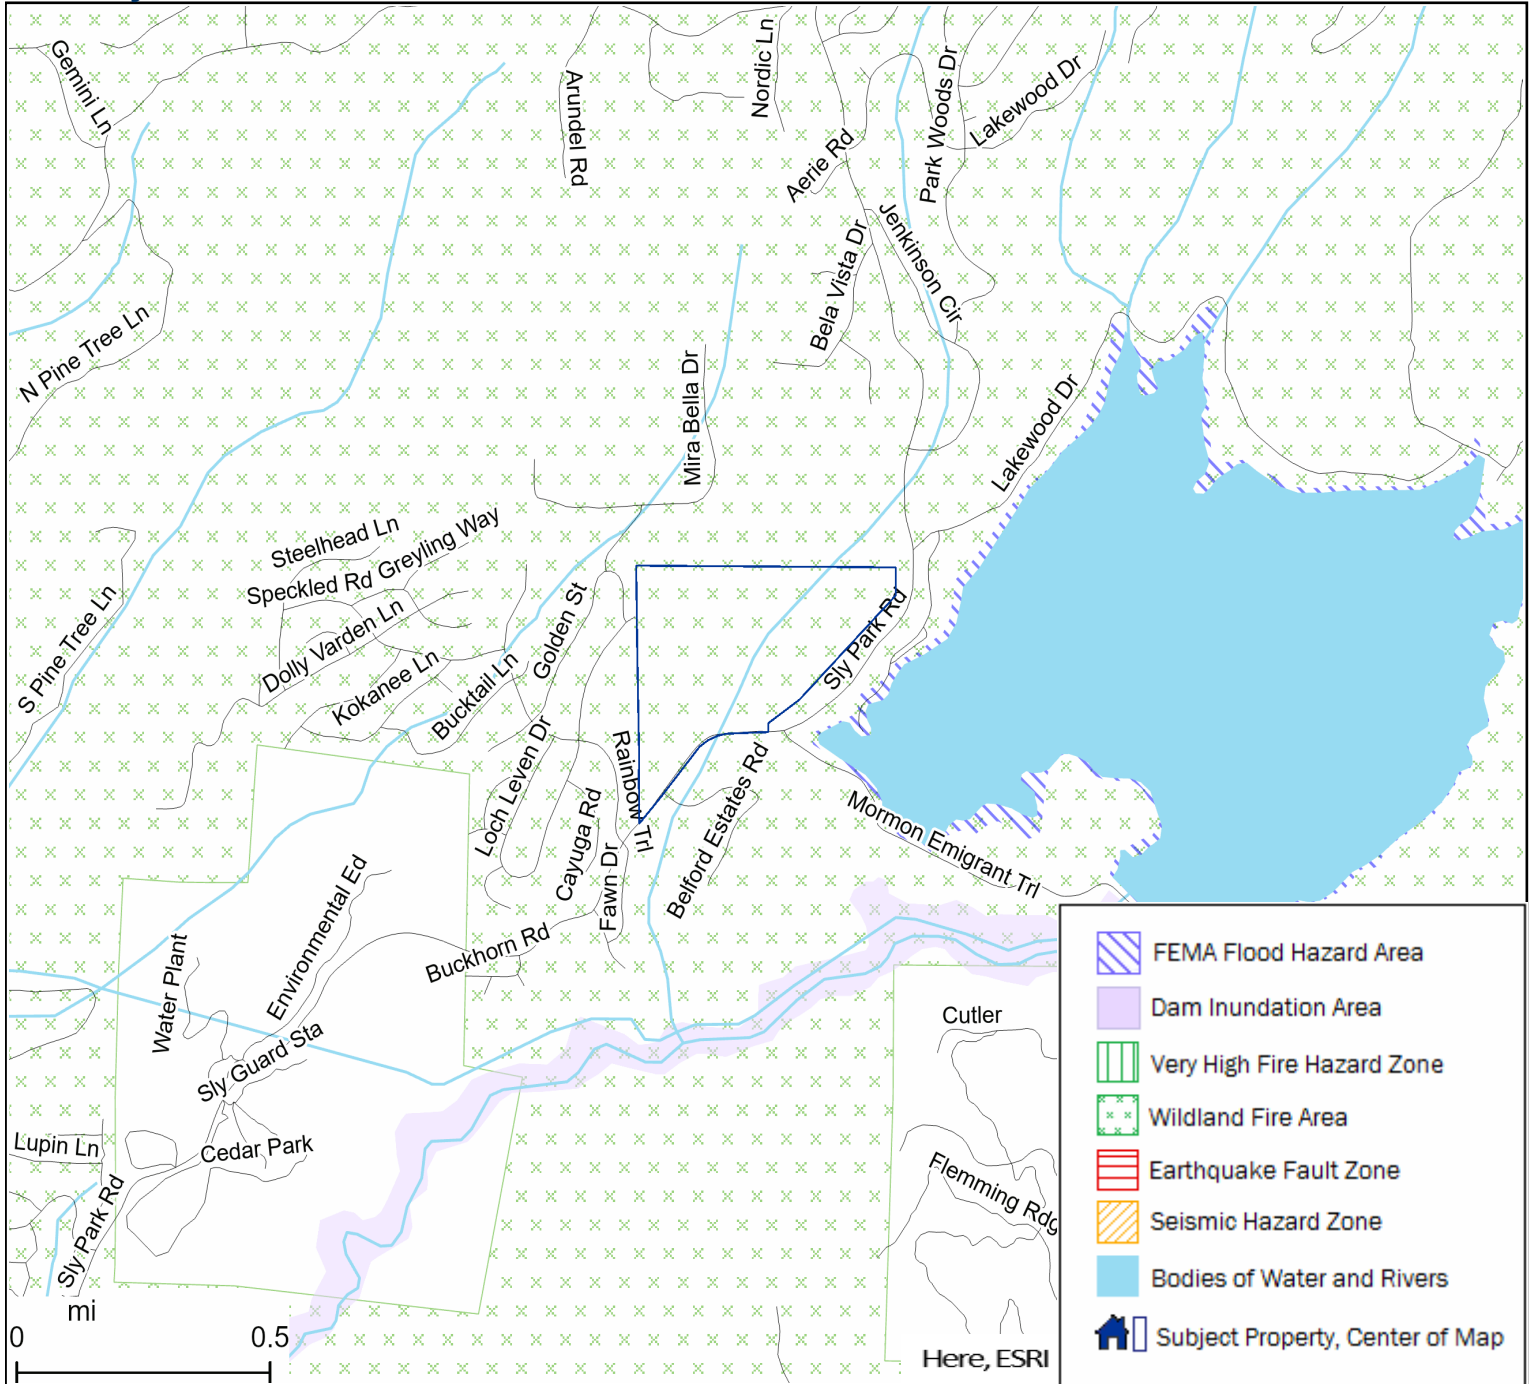 Gemini Ln
Arundel Rd
Nordic Ln
Aerie Rd
Park Woods Dr
Lakewood Dr
Jenkinson Cir
Bela Vista Dr
N Pine Tree Ln
Mira Bella Dr
Lakewood Dr
Steelhead Ln
Speckled Rd
Greyling Way
S Pine Tree Ln
Dolly Varden Ln
Kokanee Ln
Bucktail Ln
Golden St
Sly Park Rd
Loch Leven Dr
Rainbow Trl
Belford Estates Rd
Cayuga Rd
Fawn Dr
Mormon Emigrant Trl
Environmental Ed
Buckhorn Rd
Water Plant
Sly Guard Sta
Cutler
Lupin Ln
Cedar Park
Sly Park Rd
Flemming Rdg
mi
0 0.5
Here, ESRI
FEMA Flood Hazard Area
Dam Inundation Area
Very High Fire Hazard Zone
Wildland Fire Area
Earthquake Fault Zone
Seismic Hazard Zone
Bodies of Water and Rivers
Subject Property, Center of Map